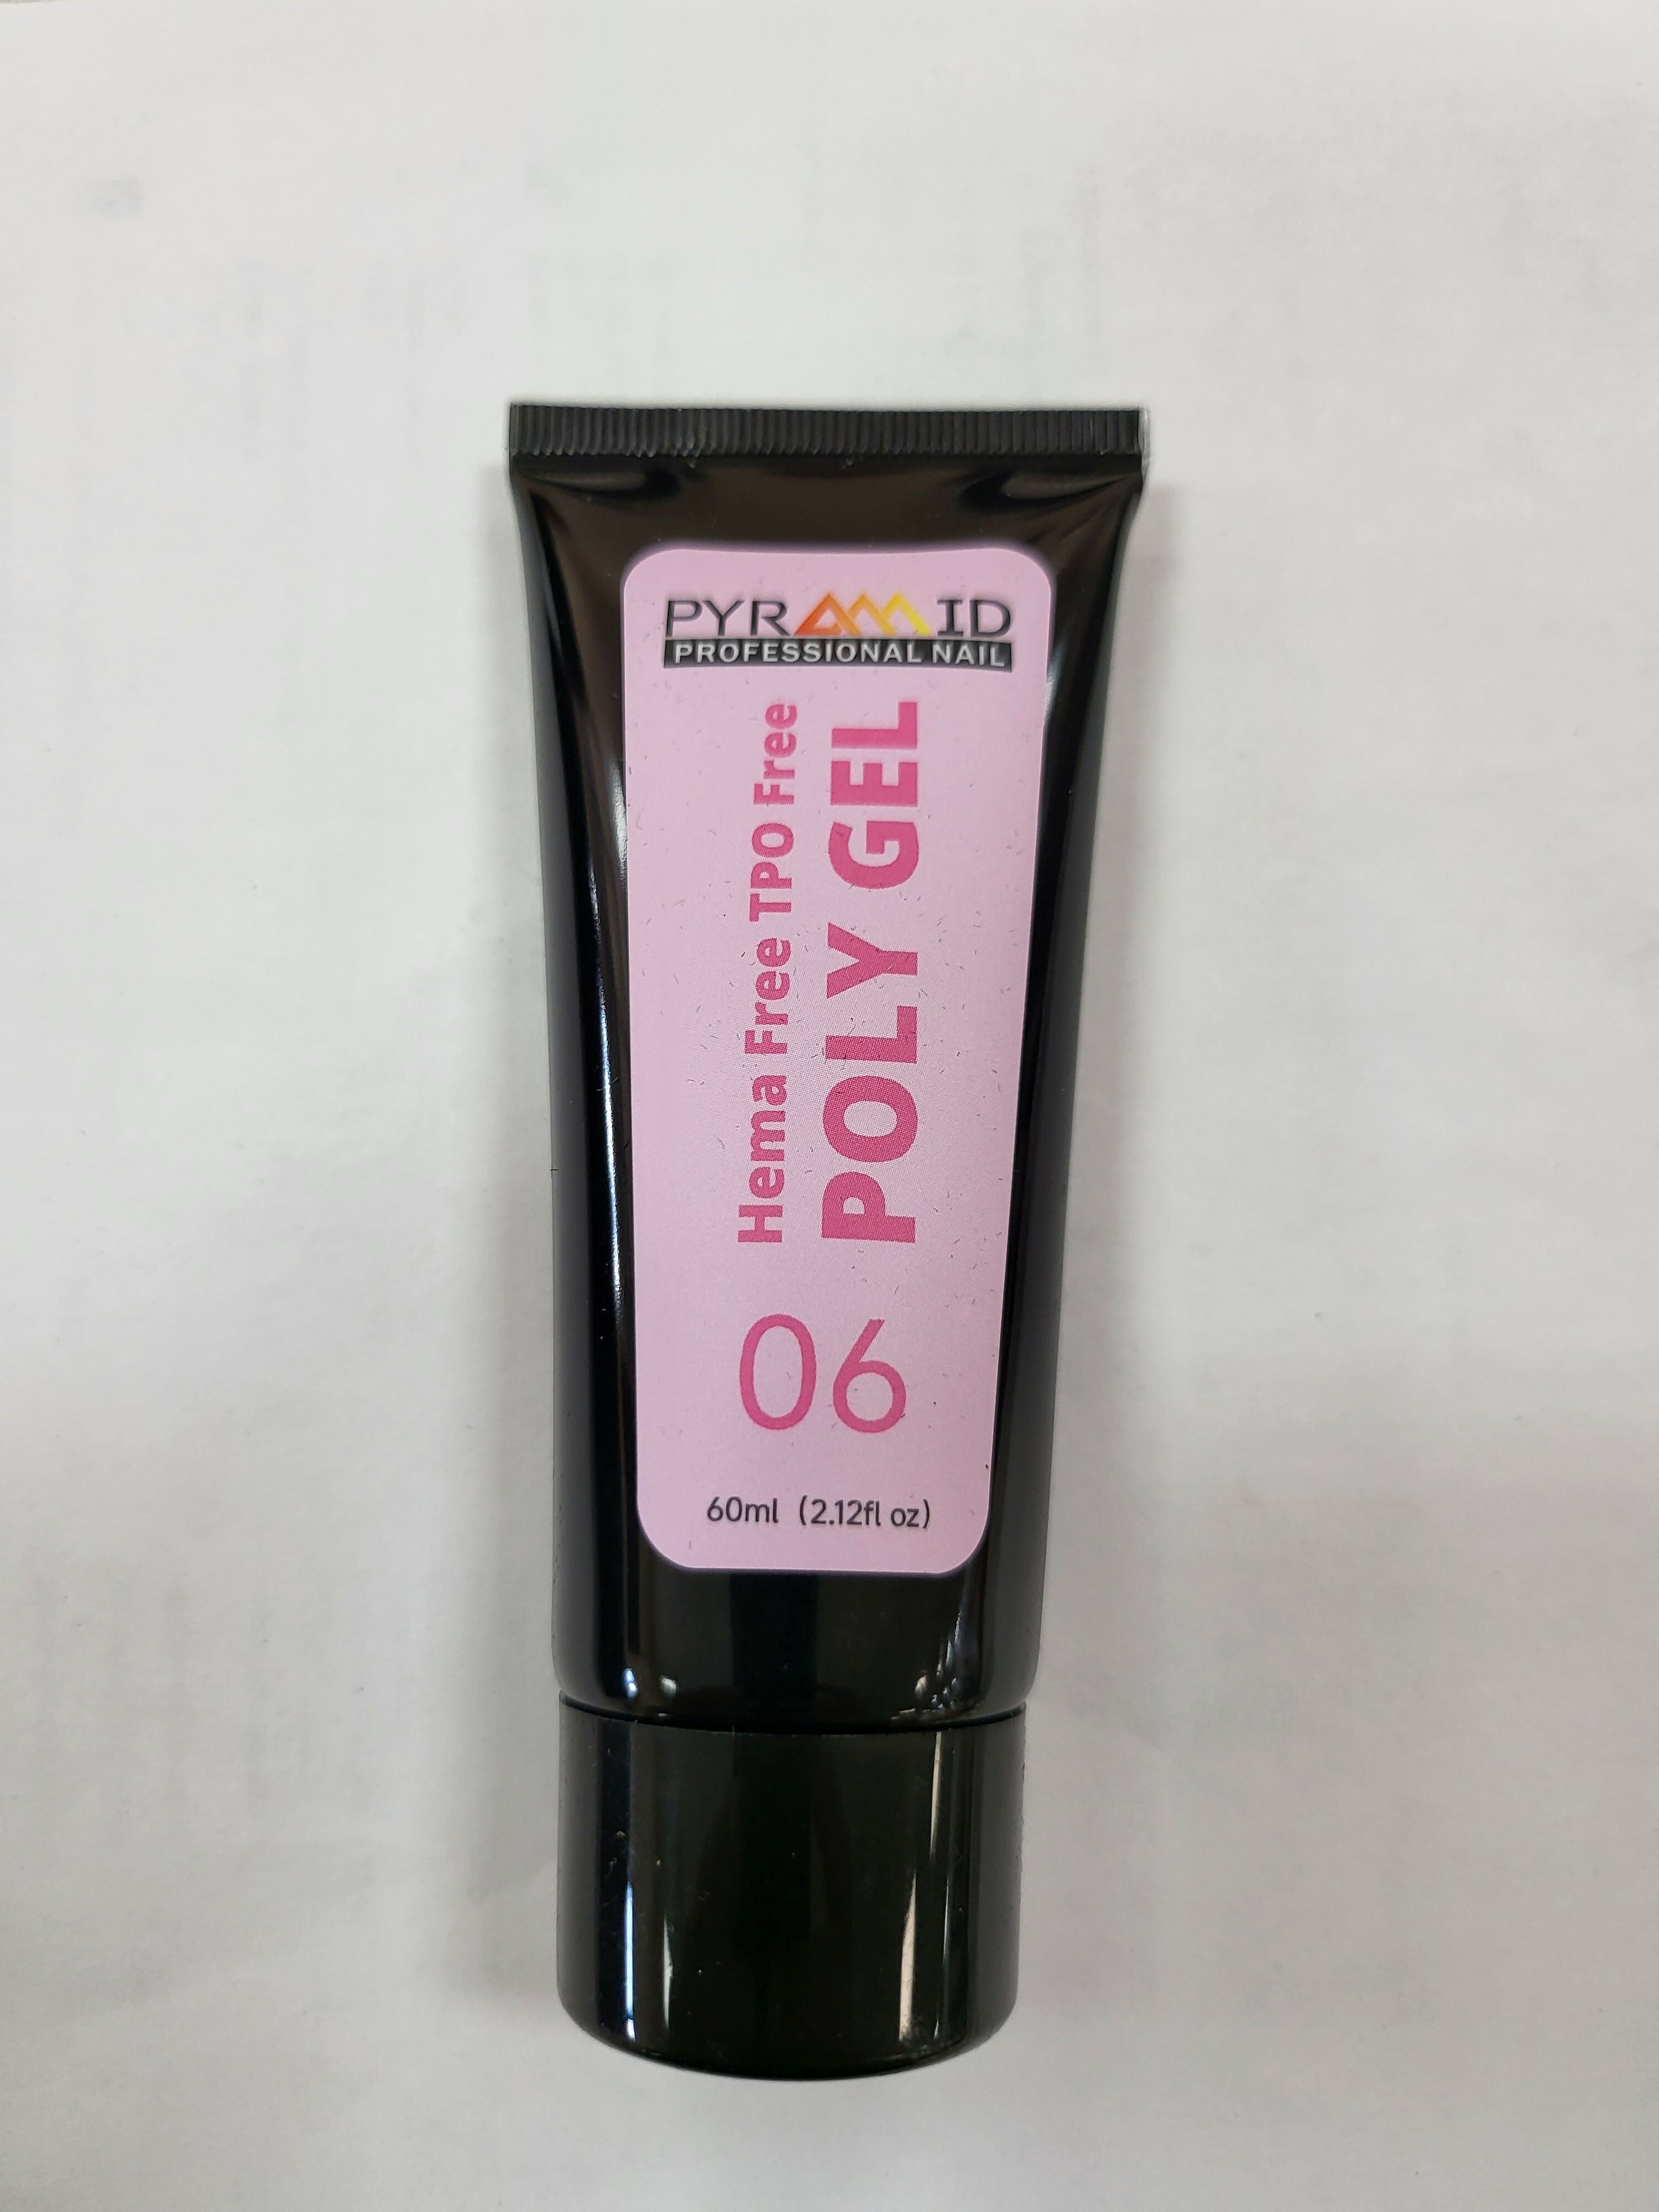 PYRAMID
PROFESSIONAL NAIL
Hema Free TPO Free
POLY GEL
06
60ml (2.12fl oz)